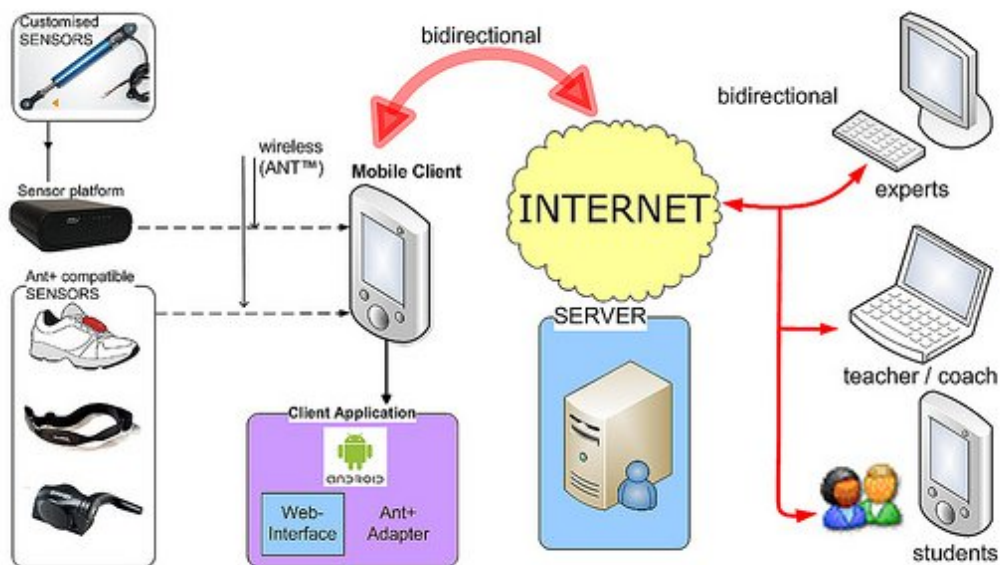 Customised
SENSORS
Sensor platform
Ant+ compatible
SENSORS
wireless
(ANT™)
bidirectional
Mobile Client
Client Application
ANDROID
Web-
Interface
Ant+
Adapter
INTERNET
SERVER
bidirectional
experts
teacher / coach
students